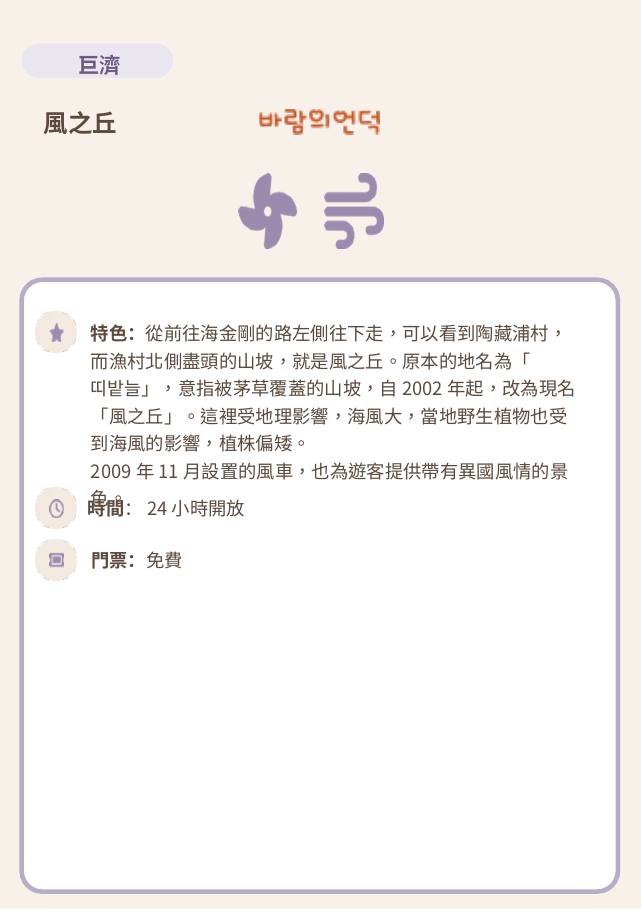 巨濟
風之丘
바람의언덕
特色：從前往海金剛的路左側往下走，可以看到陶藏浦村，
而漁村北側盡頭的山坡，就是風之丘。原本的地名為「
띠밭늘」，意指被茅草覆蓋的山坡，自 2002 年起，改為現名
「風之丘」。這裡受地理影響，海風大，當地野生植物也受
到海風的影響，植株偏矮。
2009 年 11 月設置的風車，也為遊客提供帶有異國風情的景
色。
時間： 24 小時開放
門票：免費